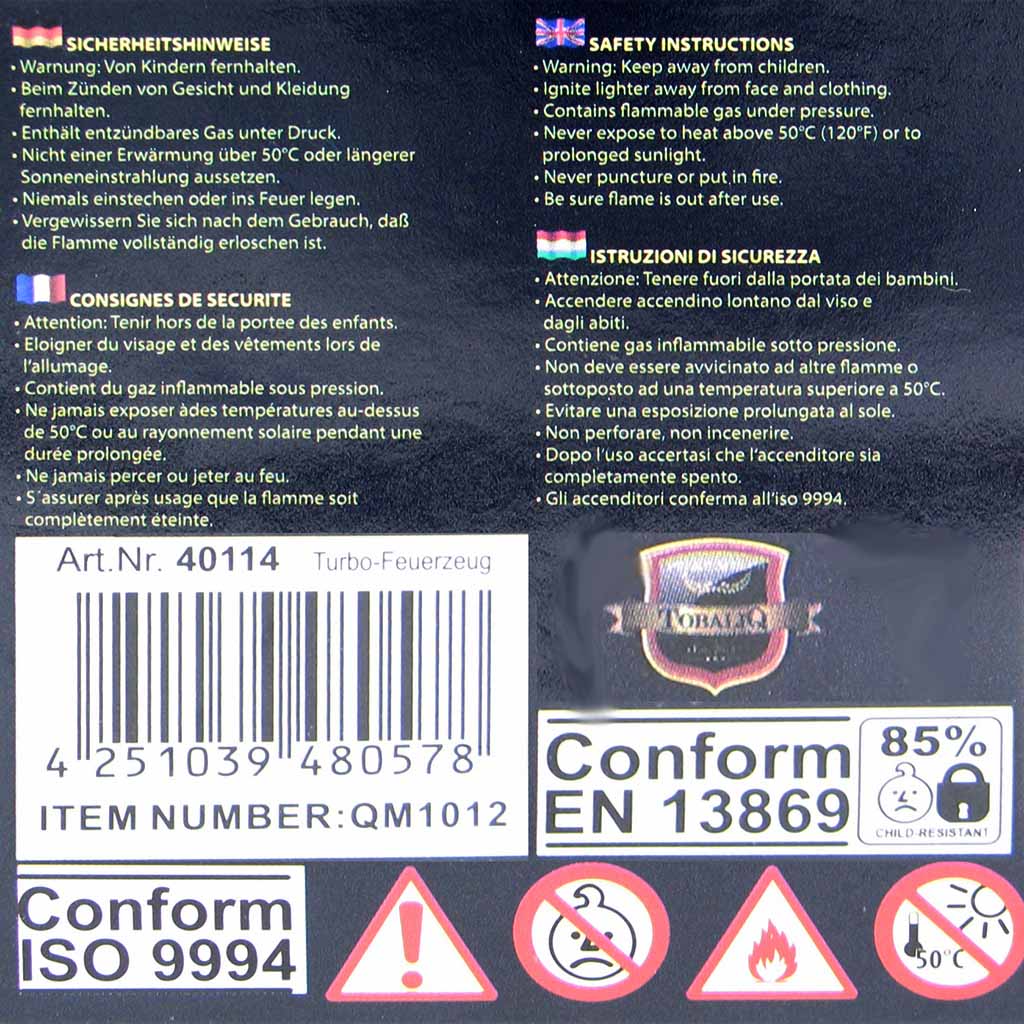 SICHERHEITSHINWEISE
• Warnung: Von Kindern fernhalten.
• Beim Zünden von Gesicht und Kleidung
fernhalten.
• Enthält entzündbares Gas unter Druck.
• Nicht einer Erwärmung über 50°C oder längerer
Sonneneinstrahlung aussetzen.
• Niemals einstechen oder ins Feuer legen.
• Vergewissern Sie sich nach dem Gebrauch, daß
die Flamme vollständig erloschen ist.
CONSIGNES DE SECURITE
• Attention: Tenir hors de la portee des enfants.
• Eloigner du visage et des vêtements lors de
l'allumage.
• Contient du gaz inflammable sous pression.
• Ne jamais exposer àdes températures au-dessus
de 50°C ou au rayonnement solaire pendant une
durée prolongée.
• Ne jamais percer ou jeter au feu.
• S´assurer après usage que la flamme soit
complètement éteinte.
SAFETY INSTRUCTIONS
• Warning: Keep away from children.
• Ignite lighter away from face and clothing.
• Contains flammable gas under pressure.
• Never expose to heat above 50°C (120°F) or to
prolonged sunlight.
• Never puncture or put in fire.
• Be sure flame is out after use.
ISTRUZIONI DI SICUREZZA
• Attenzione: Tenere fuori dalla portata dei bambini.
• Accendere accendino lontano dal viso e
dagli abiti.
• Contiene gas inflammabile sotto pressione.
• Non deve essere avvicinato ad altre flamme o
sottoposto ad una temperatura superiore a 50°C.
• Evitare una esposizione prolungata al sole.
• Non perforare, non incenerire.
• Dopo l'uso accertasi che l'accenditore sia
completamente spento.
• Gli accenditori conferma all'iso 9994.
Art.Nr. 40114 Turbo-Feuerzeug
4 251039 480578
ITEM NUMBER:QM1012
TOBALIQ
Conform
EN 13869
85%
CHILD-RESISTANT
Conform
ISO 9994
50°C